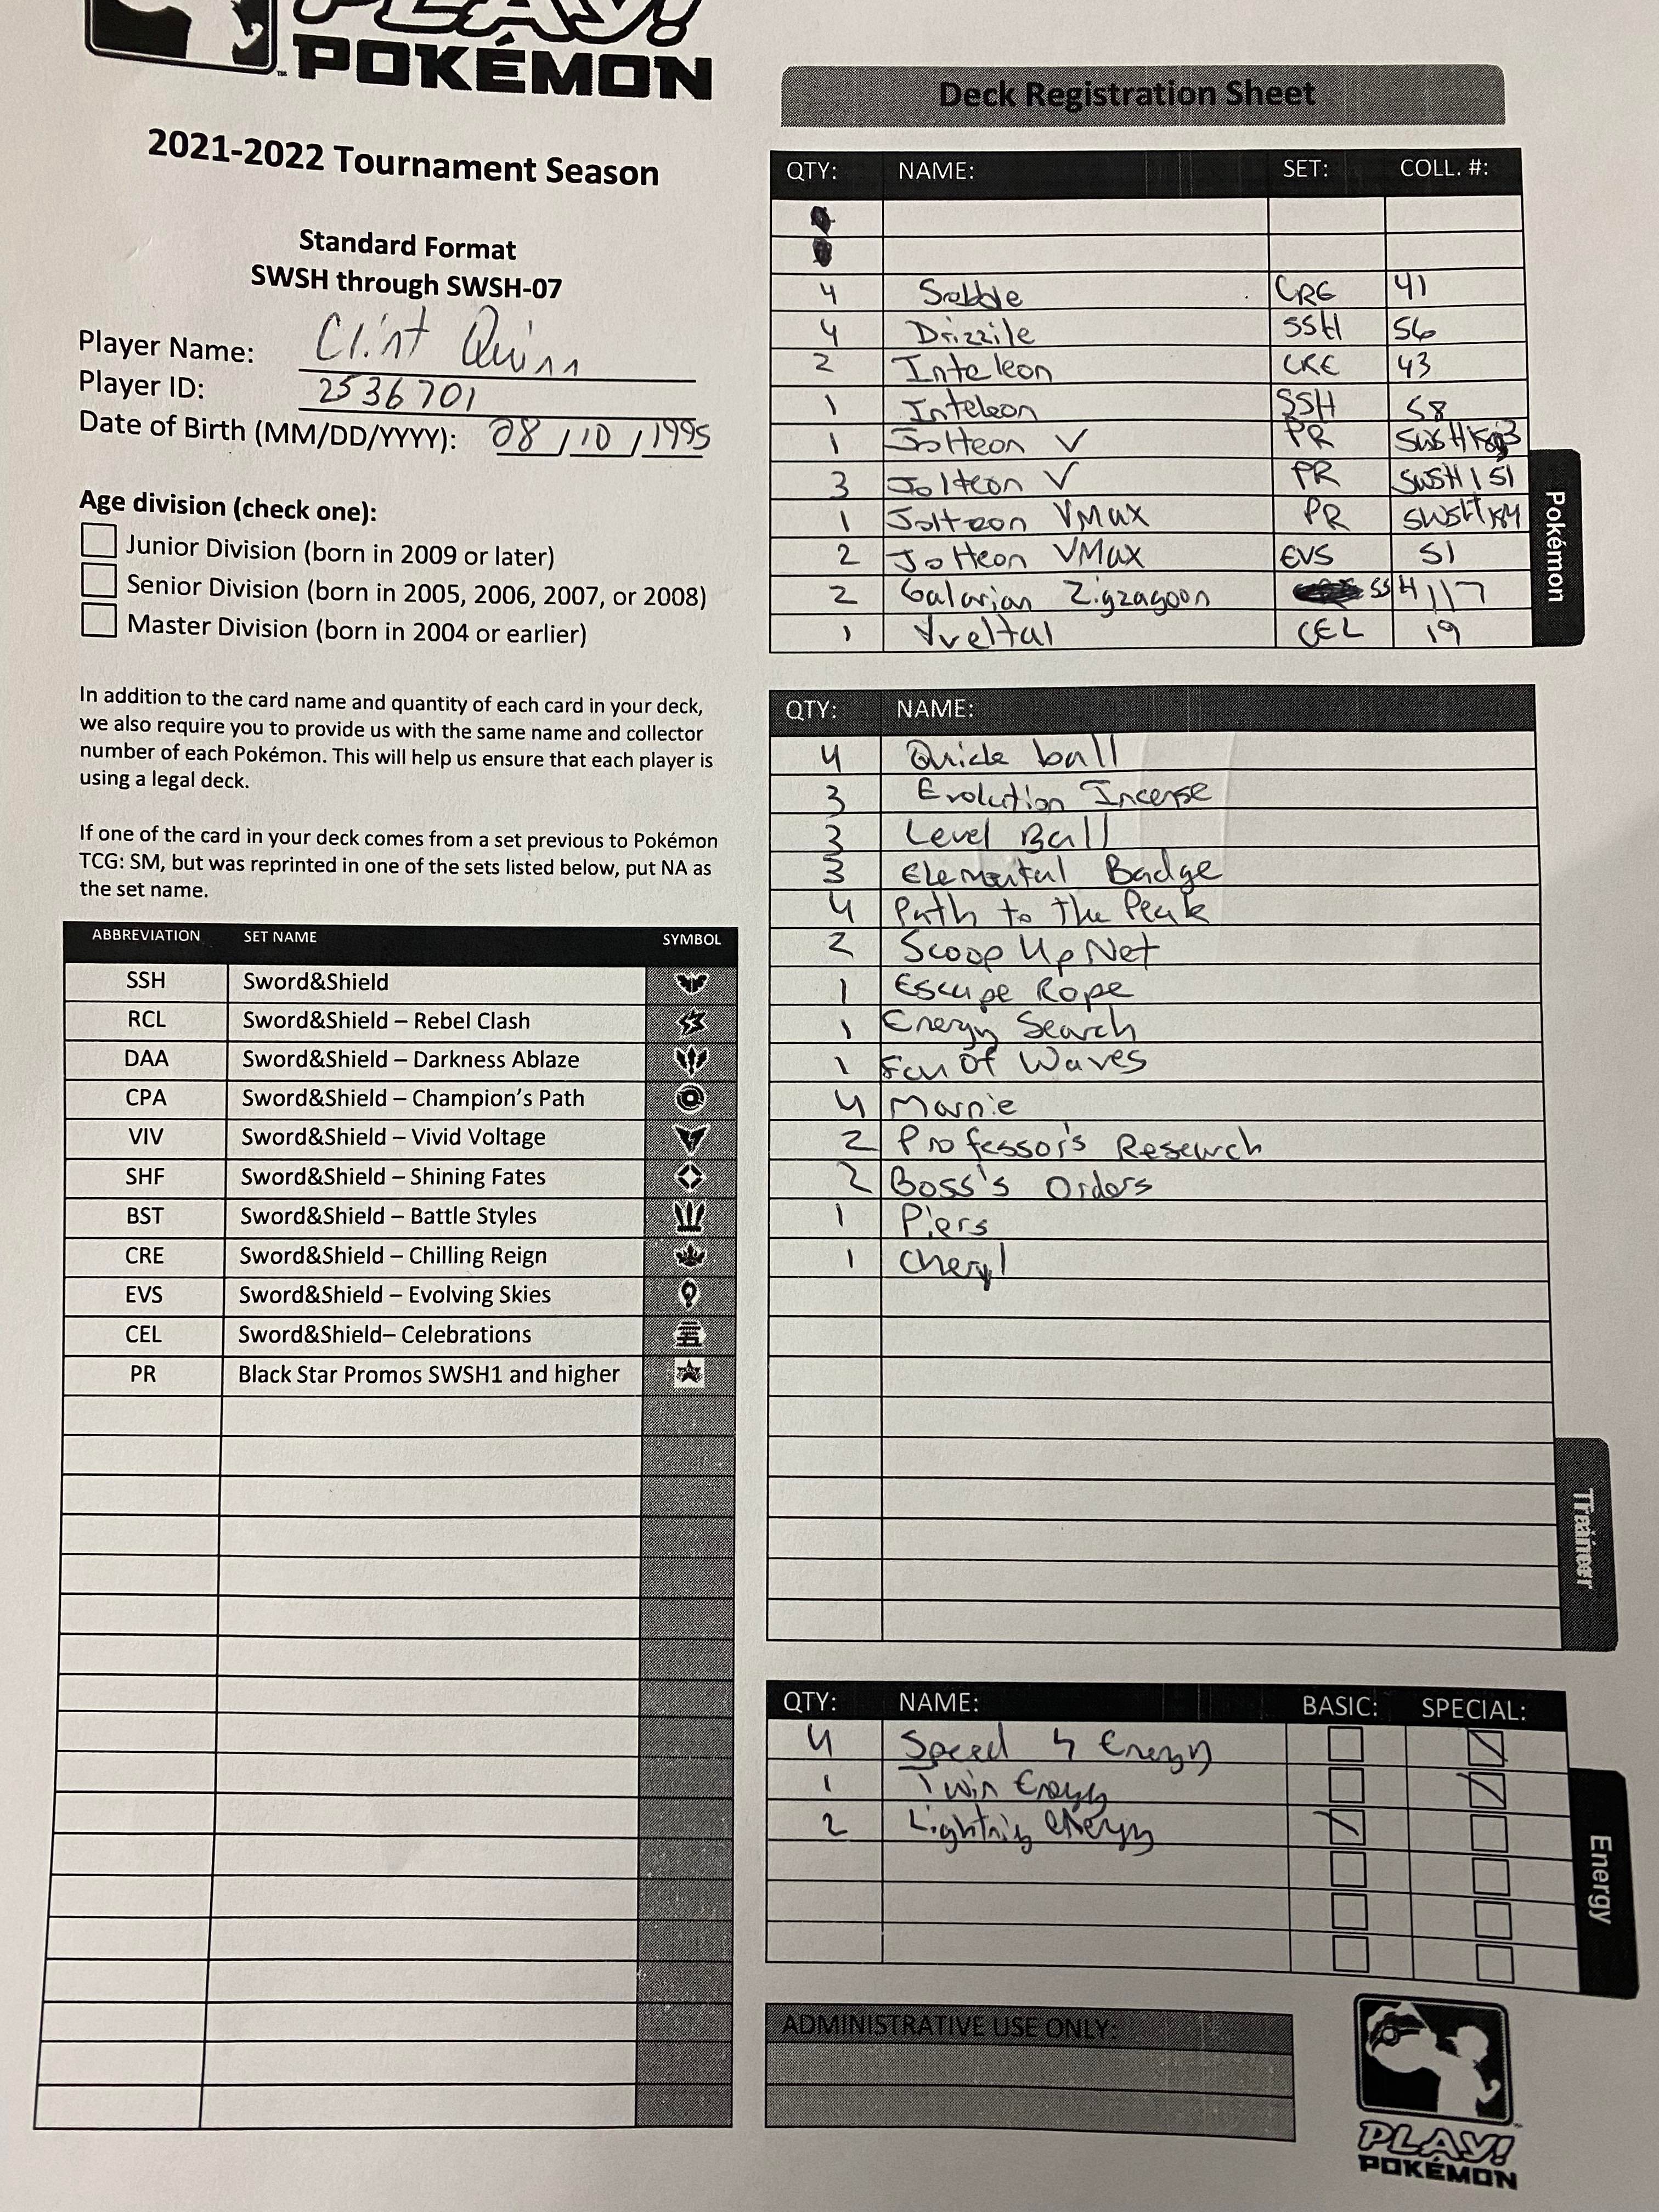 PLAY!
POKÉMON
2021-2022 Tournament Season
Standard Format
SWSH through SWSH-07
Player Name: Clint Quinn
Player ID: 2536701
Date of Birth (MM/DD/YYYY): 08/10/1995
Age division (check one):
Junior Division (born in 2009 or later)
Senior Division (born in 2005, 2006, 2007, or 2008)
Master Division (born in 2004 or earlier)
In addition to the card name and quantity of each card in your deck,
we also require you to provide us with the same name and collector
number of each Pokémon. This will help us ensure that each player is
using a legal deck.
If one of the card in your deck comes from a set previous to Pokémon
TCG: SM, but was reprinted in one of the sets listed below, put NA as
the set name.
ABBREVIATION SET NAME SYMBOL
SSH Sword&Shield
RCL Sword&Shield – Rebel Clash
DAA Sword&Shield – Darkness Ablaze
CPA Sword&Shield – Champion's Path
VIV Sword&Shield – Vivid Voltage
SHF Sword&Shield – Shining Fates
BST Sword&Shield – Battle Styles
CRE Sword&Shield – Chilling Reign
EVS Sword&Shield – Evolving Skies
CEL Sword&Shield– Celebrations
PR Black Star Promos SWSH1 and higher
Deck Registration Sheet
QTY: NAME: SET: COLL. #:
4 Sobble CRE 41
4 Drizzile SSH 56
2 Inteleon CRE 43
1 Inteleon SSH 58
1 Jolteon V PR
3 Jolteon V PR SWSH151
1 Jolteon VMax PR SWSH184
2 Jolteon VMax EVS 51
2 Galarian Zigzagoon SSH 117
1 Yveltal CEL 19
Pokémon
QTY: NAME:
4 Quick ball
3 Evolution Incense
3 Level Ball
3 Elemental Badge
4 Path to the Peak
2 Scoop Up Net
1 Escape Rope
1 Energy Search
1 Fan Of Waves
4 Marnie
2 Professor's Research
2 Boss's Orders
1 Piers
1 Cheryl
Trainer
QTY: NAME: BASIC: SPECIAL:
4 Speed Energy
1 Twin Energy
2 Lightning energy
Energy
ADMINISTRATIVE USE ONLY:
PLAY!
POKÉMON